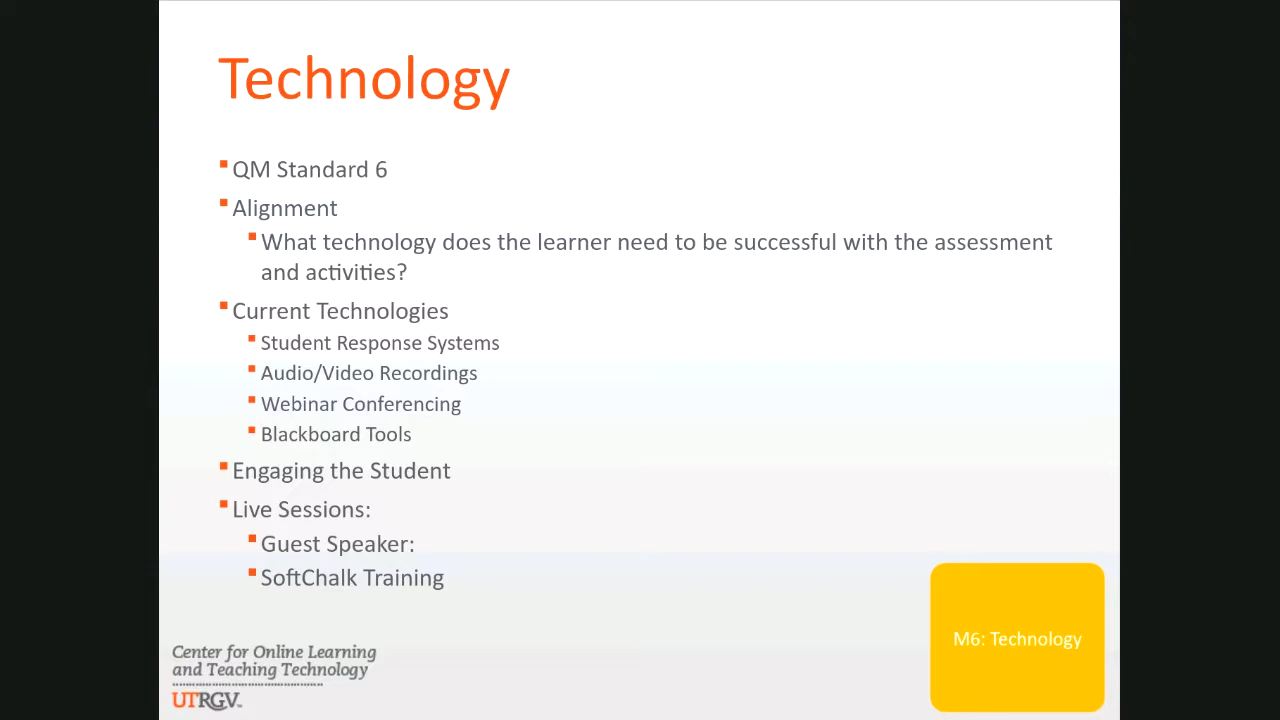 Technology
QM Standard 6
Alignment
What technology does the learner need to be successful with the assessment
and activities?
Current Technologies
Student Response Systems
Audio/Video Recordings
Webinar Conferencing
Blackboard Tools
Engaging the Student
Live Sessions:
Guest Speaker:
SoftChalk Training
M6: Technology
Center for Online Learning
and Teaching Technology
UTRGV